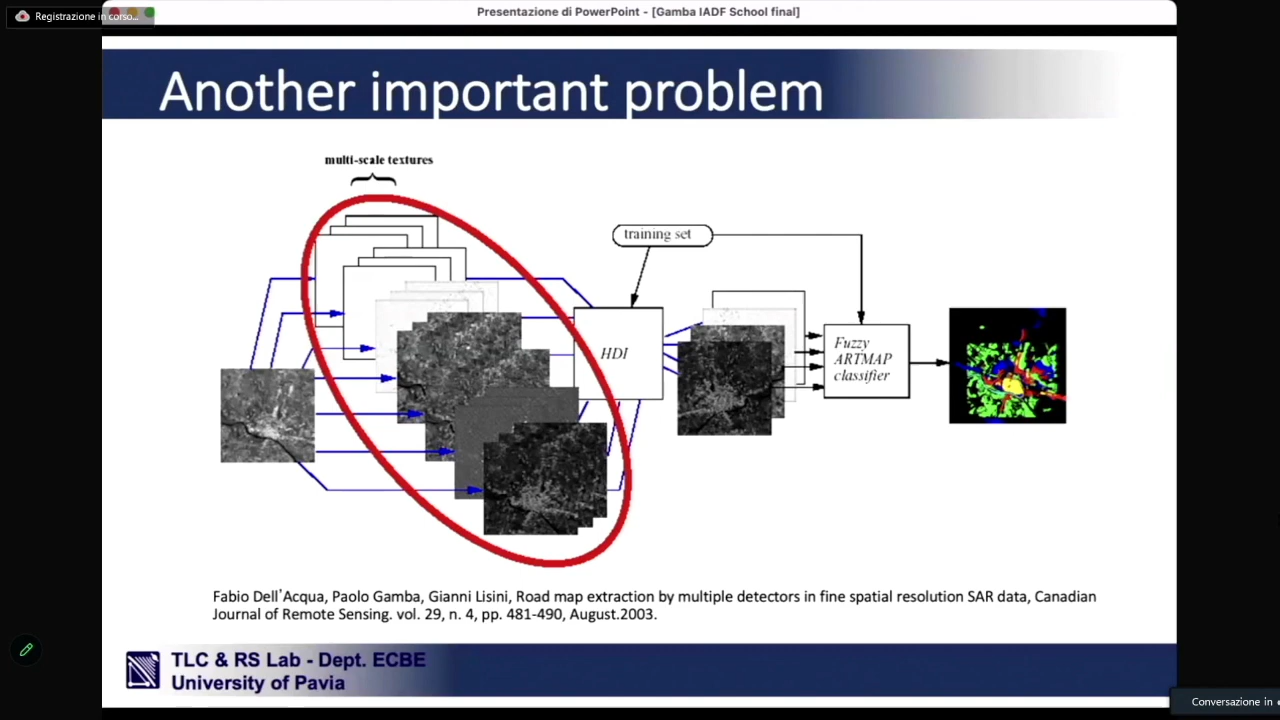 Registrazione in corso...
Presentazione di PowerPoint - [Gamba IADF School final]
Another important problem
multi-scale textures
training set
HDI
Fuzzy
ARTMAP
classifier
Fabio Dell'Acqua, Paolo Gamba, Gianni Lisini, Road map extraction by multiple detectors in fine spatial resolution SAR data, Canadian
Journal of Remote Sensing. vol. 29, n. 4, pp. 481-490, August.2003.
TLC & RS Lab - Dept. ECBE
University of Pavia
Conversazione in